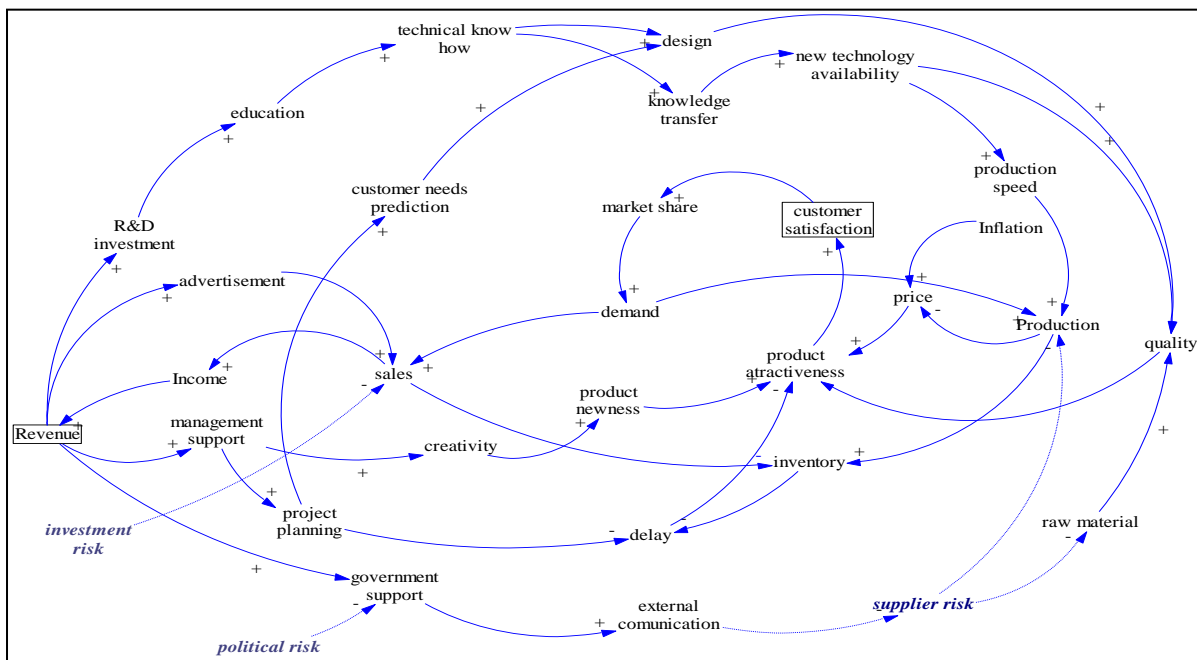 technical know
how
design
new technology
availability
education
knowledge
transfer
production
speed
customer needs
prediction
market share
customer
satisfaction
R&D
investment
Inflation
advertisement
price
demand
Production
quality
Income
sales
product
atractiveness
product
newness
Revenue
management
support
creativity
inventory
project
planning
investment
risk
delay
raw material
government
support
external
comunication
supplier risk
political risk